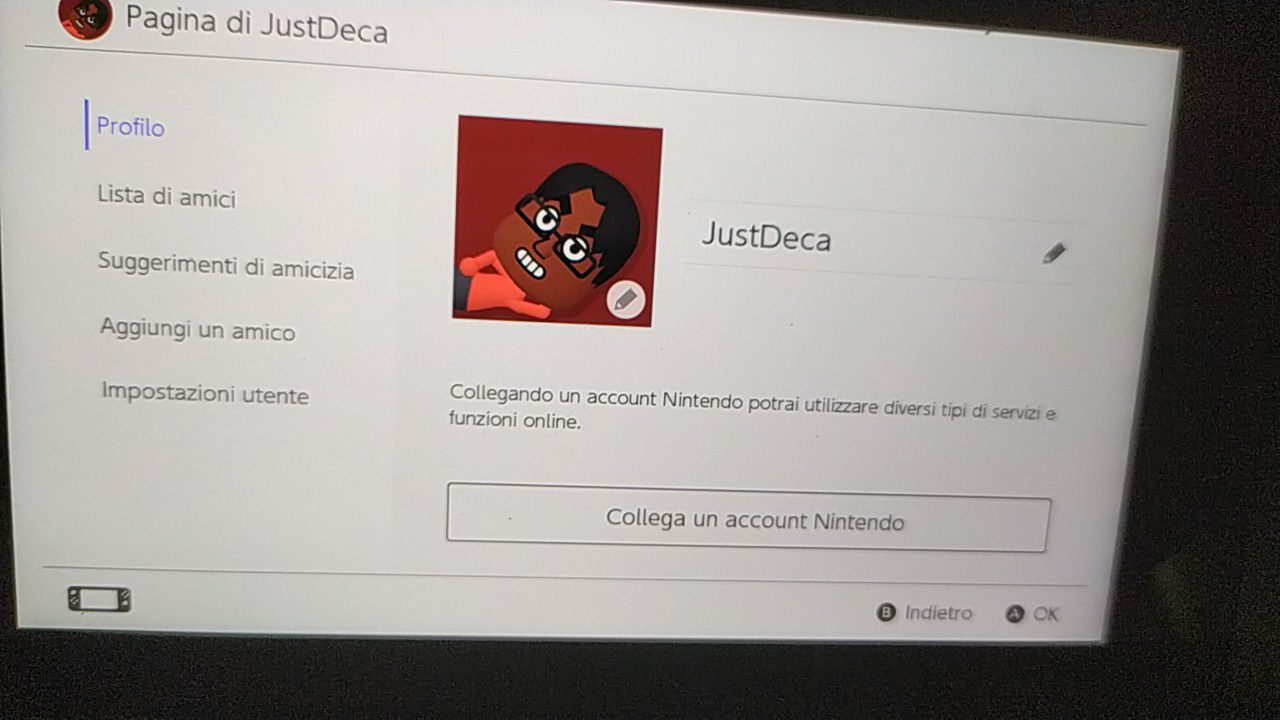 Pagina di JustDeca
Profilo
Lista di amici
Suggerimenti di amicizia
Aggiungi un amico
Impostazioni utente
JustDeca
Collegando un account Nintendo potrai utilizzare diversi tipi di servizi e
funzioni online.
Collega un account Nintendo
B Indietro
A OK